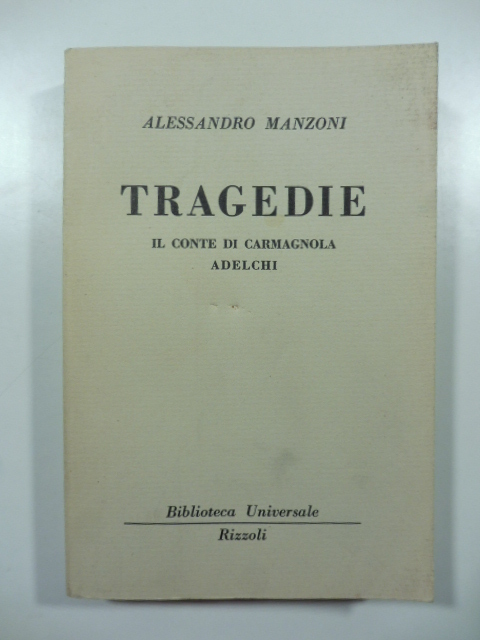 ALESSANDRO MANZONI
TRAGEDIE
IL CONTE DI CARMAGNOLA
ADELCHI
Biblioteca Universale
Rizzoli